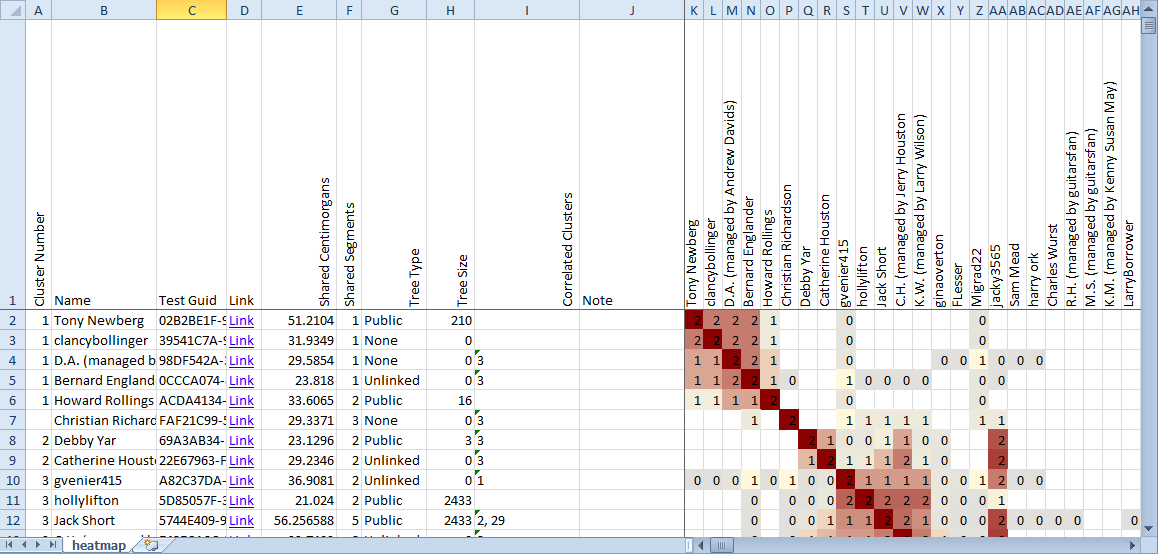 A B C D E F G H I J K L M N O P Q R S T U V W X Y Z AA AB AC AD AE AF AG AH
1 Cluster Number Name Test Guid Link Shared Centimorgans Shared Segments Tree Type Tree Size Correlated Clusters Note Tony Newberg clancybollinger D.A. (managed by Andrew Davids) Bernard Englander Howard Rollings Christian Richardson Debby Yar Catherine Houston gvenier415 hollylifton Jack Short C.H. (managed by Jerry Houston K.W. (managed by Larry Wilson) ginaoverton FLesser Migrad22 jacky3565 Sam Mead harry ork Charles Wurst R.H. (managed by guitarsfan) M.S. (managed by guitarsfan) K.M. (managed by Kenny Susan May) LarryBorrower
2 1 Tony Newberg 02B2BE1F-9 Link 51.2104 1 Public 210 2 2 2 2 1 0 0
3 1 clancybollinger 39541C7A-9 Link 31.9349 1 None 0 2 2 2 2 1 0 0
4 1 D.A. (managed b 98DF542A- Link 29.5854 1 None 0 3 1 1 2 2 1 0 0 0 1 0 0 0
5 1 Bernard England 0CCCA074- Link 23.818 1 Unlinked 0 3 1 1 2 2 1 0 1 0 0 0 0 0 0
6 1 Howard Rollings ACDA4134- Link 33.6065 2 Public 16 1 1 1 1 2 0 0
7 Christian Richard FAF21C99- Link 29.3371 3 None 0 3 1 2 1 1 1 1 1 1 1
8 2 Debby Yar 69A3AB34- Link 23.1296 2 Public 3 3 2 1 0 0 1 1 0 0 2
9 2 Catherine Houst 22E67963-F Link 29.2346 2 Unlinked 0 3 1 2 1 1 1 2 1 0 2
10 3 gvenier415 A82C37DA- Link 36.9081 2 Unlinked 0 1 0 0 0 1 0 1 0 0 2 1 1 1 1 0 0 1 2 0 0 0
11 3 hollylifton 5D85057F- Link 21.024 2 Public 2433 0 0 0 0 2 2 2 2 2 0 0 0 1
12 3 Jack Short 5744E409-9 Link 56.256588 5 Public 2433 2, 29 0 0 0 1 1 1 2 2 1 0 0 0 2 0 0 0 0 0
heatmap